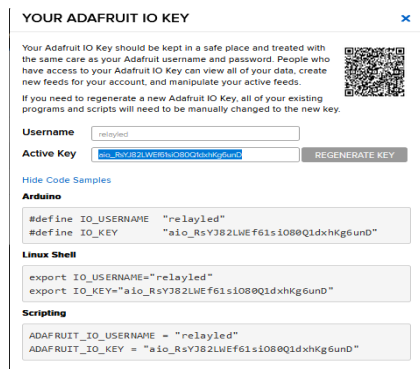 YOUR ADAFRUIT IO KEY
Your Adafruit IO Key should be kept in a safe place and treated with
the same care as your Adafruit username and password. People who
have access to your Adafruit IO Key can view all of your data, create
new feeds for your account, and manipulate your active feeds.
If you need to regenerate a new Adafruit IO Key, all of your existing
programs and scripts will need to be manually changed to the new key.
Username relayled
Active Key aio_RsYJ82LWEf61siO80Q1dxhKg6unD REGENERATE KEY
Hide Code Samples
Arduino
#define IO_USERNAME "relayled"
#define IO_KEY "aio_RsYJ82LWEf61siO80Q1dxhKg6unD"
Linux Shell
export IO_USERNAME="relayled"
export IO_KEY="aio_RsYJ82LWEf61siO80Q1dxhKg6unD"
Scripting
ADAFRUIT_IO_USERNAME = "relayled"
ADAFRUIT_IO_KEY = "aio_RsYJ82LWEf61siO80Q1dxhKg6unD"